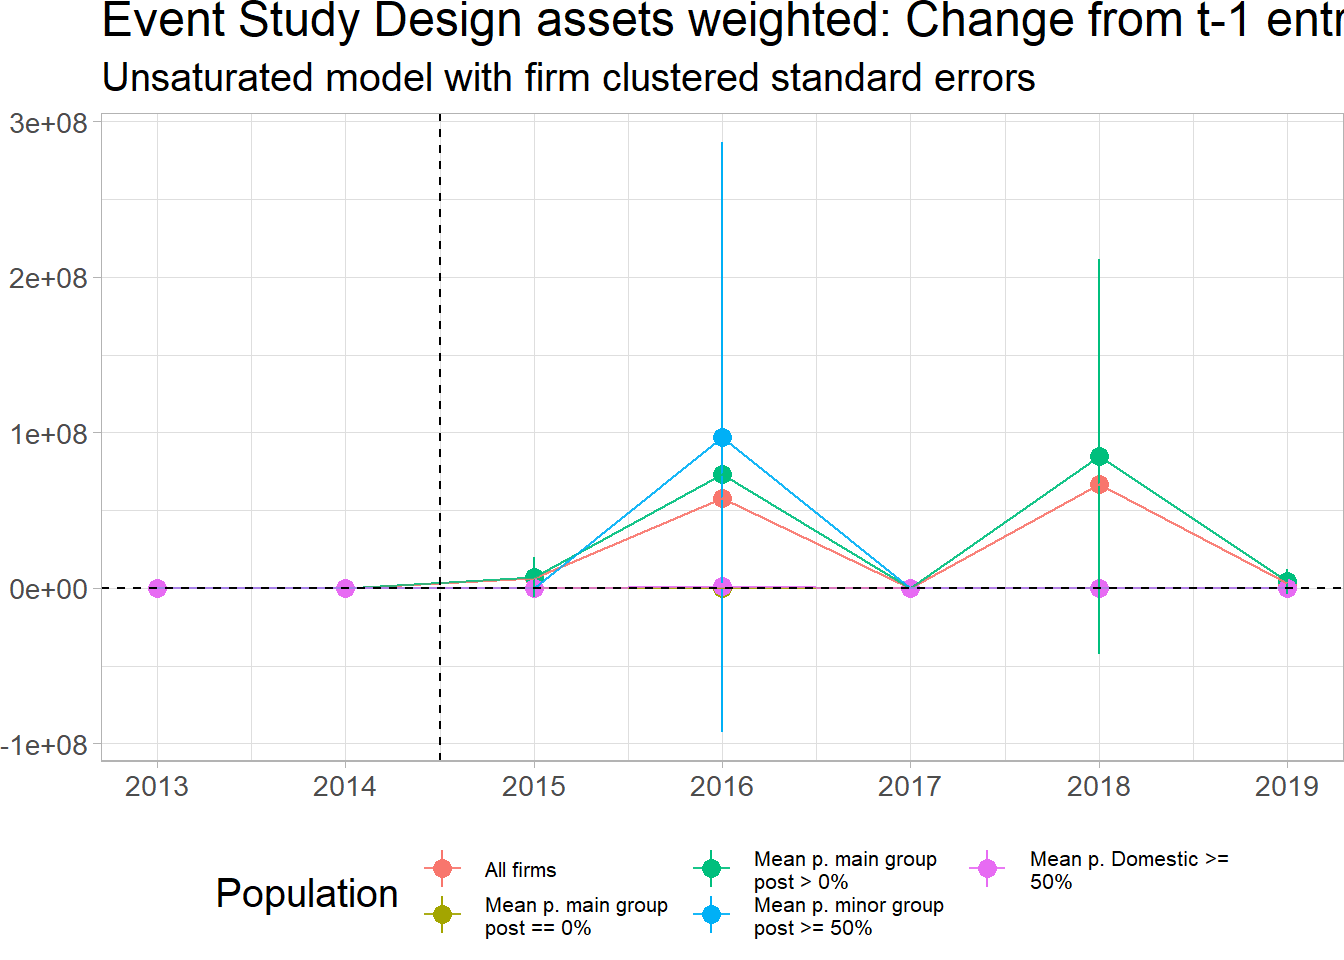 Event Study Design assets weighted: Change from t-1 entr
Unsaturated model with firm clustered standard errors
3e+08
2e+08
1e+08
0e+00
-1e+08
2013 2014 2015 2016 2017 2018 2019
Population
All firms
Mean p. main group
post == 0%
Mean p. main group
post > 0%
Mean p. minor group
post >= 50%
Mean p. Domestic >=
50%